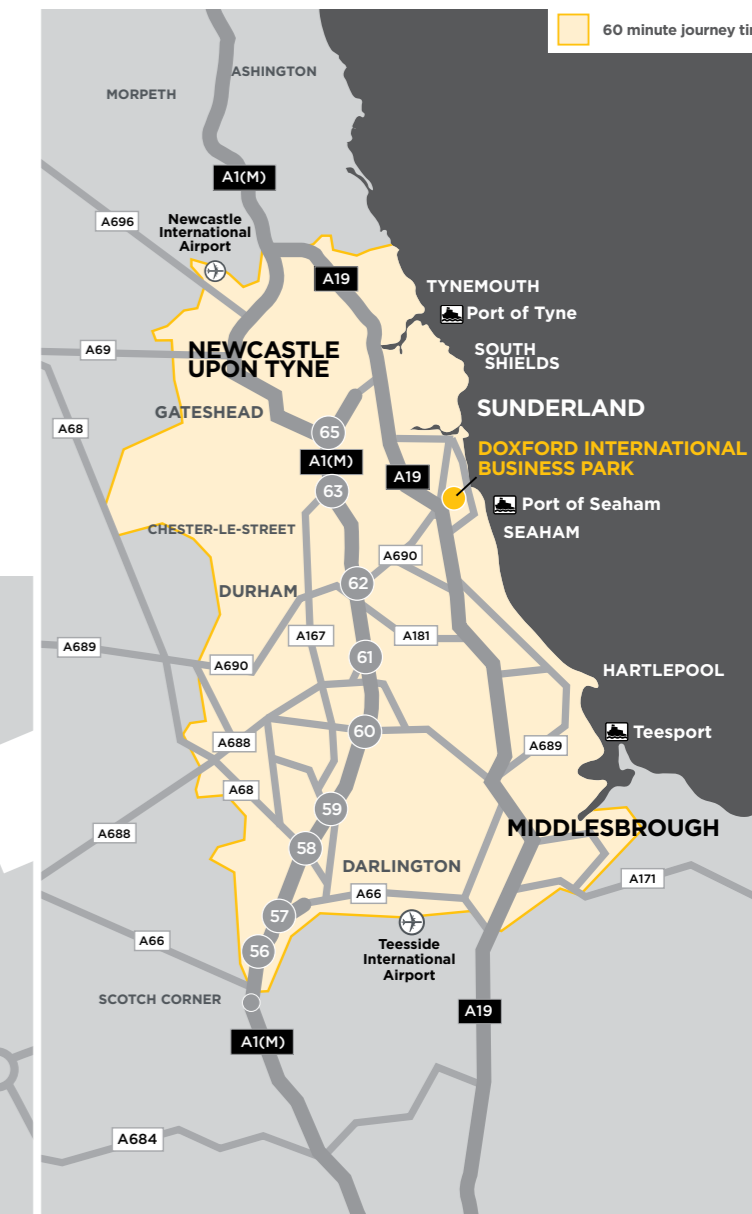 60 minute journey
ASHINGTON
MORPETH
A1(M)
A696
Newcastle
International
Airport
A19
TYNEMOUTH
Port of Tyne
A69
NEWCASTLE
UPON TYNE
SOUTH
SHIELDS
GATESHEAD
SUNDERLAND
A68
65
DOXFORD INTERNATIONAL
BUSINESS PARK
A1(M)
A19
63
Port of Seaham
CHESTER-LE-STREET
SEAHAM
A690
62
DURHAM
A167
A181
A689
61
A690
HARTLEPOOL
60
Teesport
A688
A689
A68
59
A688
MIDDLESBROUGH
58
DARLINGTON
A171
A66
57
A66
Teesside
International
Airport
56
SCOTCH CORNER
A19
A1(M)
A684